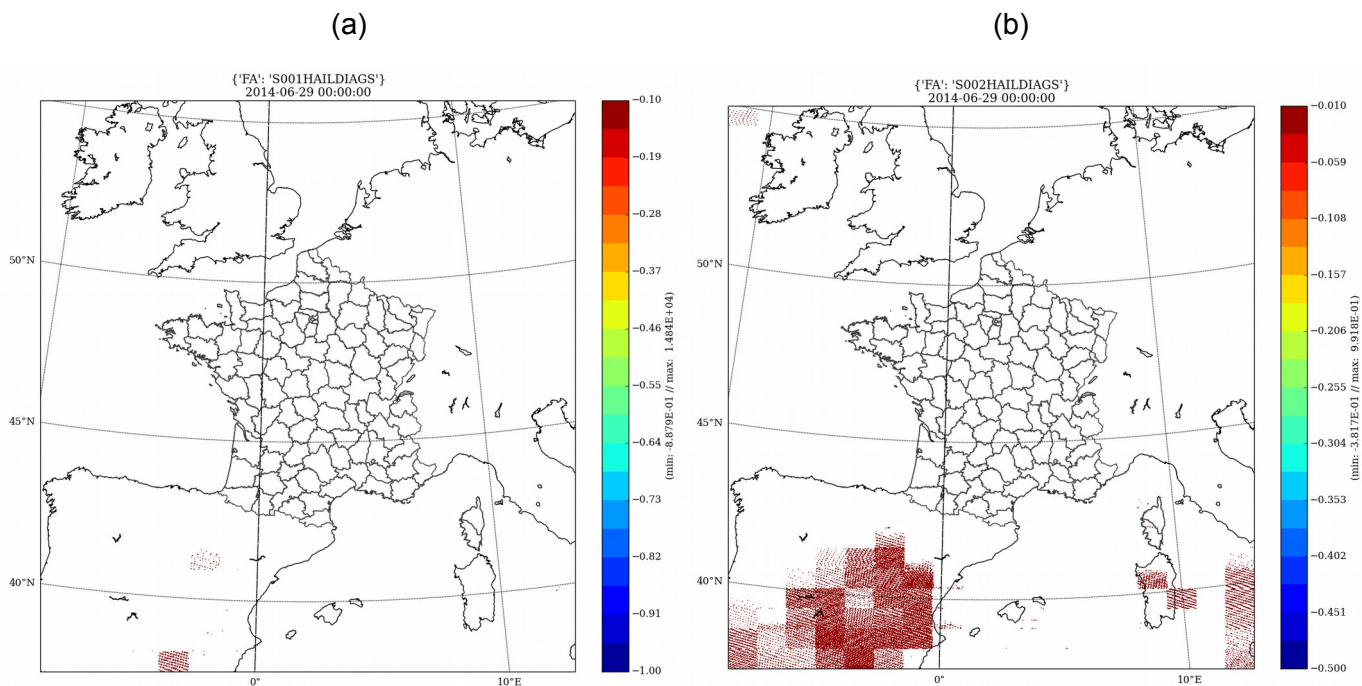 (a)
(b)
{'FA': 'S001HAILDIAGS'}
2014-06-29 00:00:00
50°N
45°N
40°N
0°
10°E
−0.10
−0.19
−0.28
−0.37
−0.46
−0.55
−0.64
−0.73
−0.82
−0.91
−1.00
(min: -8.879E-01 // max: 1.484E+04)
{'FA': 'S002HAILDIAGS'}
2014-06-29 00:00:00
50°N
45°N
40°N
0°
10°E
−0.010
−0.059
−0.108
−0.157
−0.206
−0.255
−0.304
−0.353
−0.402
−0.451
−0.500
(min: -3.817E-01 // max: 9.918E-01)